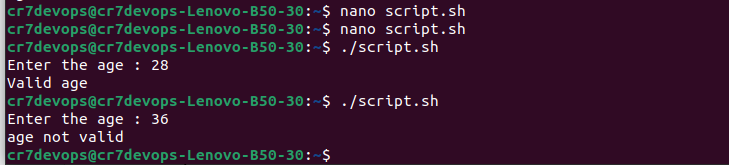 cr7devops@cr7devops-Lenovo-B50-30:~$ nano script.sh
cr7devops@cr7devops-Lenovo-B50-30:~$ nano script.sh
cr7devops@cr7devops-Lenovo-B50-30:~$ ./script.sh
Enter the age : 28
Valid age
cr7devops@cr7devops-Lenovo-B50-30:~$ ./script.sh
Enter the age : 36
age not valid
cr7devops@cr7devops-Lenovo-B50-30:~$